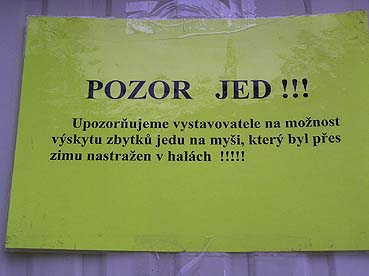 POZOR JED !!!
Upozorňujeme vystavovatele na možnost
výskytu zbytků jedu na myši, který byl přes
zimu nastražen v halách !!!!!